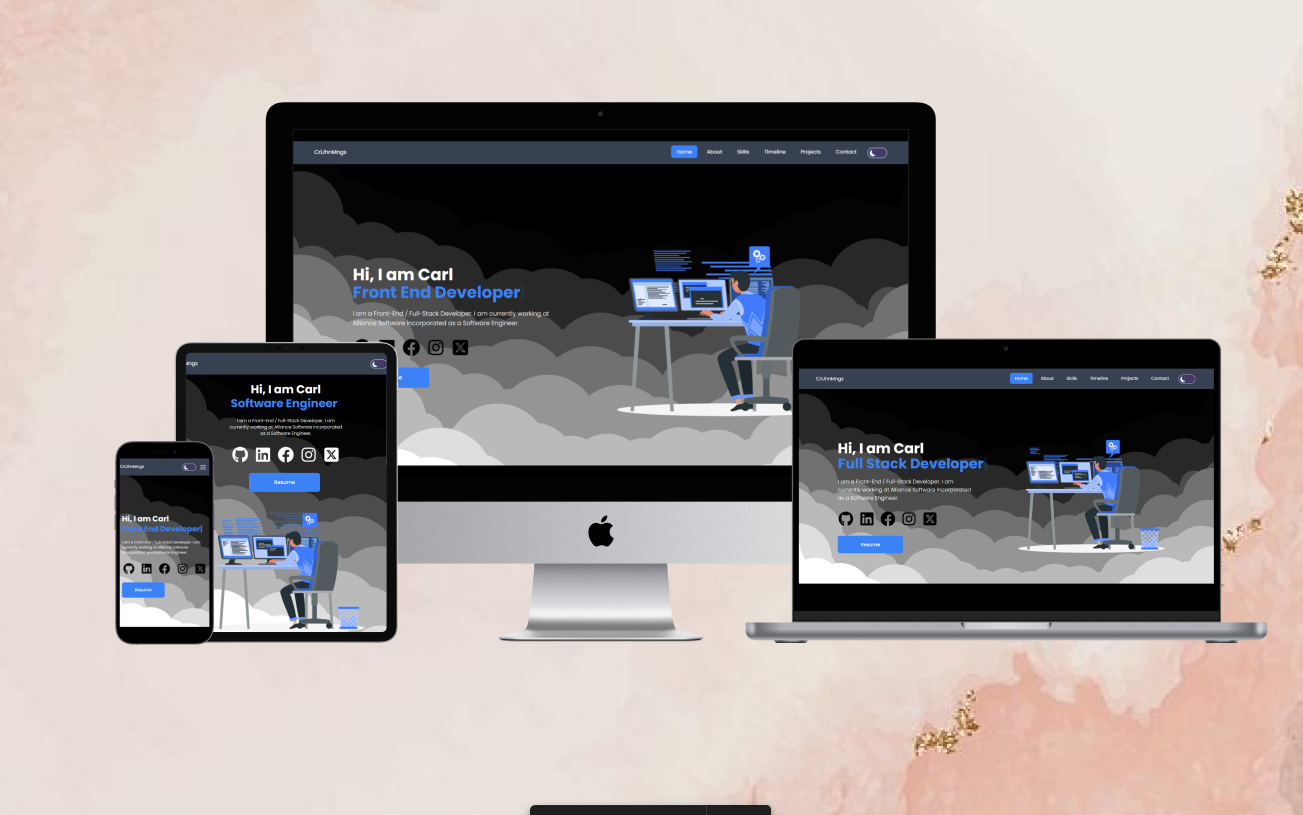 CrlJhnMngs
Home About Skills Timeline Projects Contact
Hi, I am Carl
Front End Developer
I am a Front-End / Full-Stack Developer. I am currently working at
Alliance Software Incorporated as a Software Engineer.
Mngs
Hi, I am Carl
Software Engineer
I am a Front-End / Full-Stack Developer. I am
currently working at Alliance Software Incorporated
as a Software Engineer.
Resume
CrlJhnMngs
Hi, I am Carl
Front End Developer
I am a Front-End / Full-Stack Developer. I am
currently working at Alliance Software
Incorporated as a Software Engineer.
Resume
CrlJhnMngs
Home About Skills Timeline Projects Contact
Hi, I am Carl
Full Stack Developer
I am a Front-End / Full-Stack Developer. I am
currently working at Alliance Software Incorporated
as a Software Engineer.
Resume